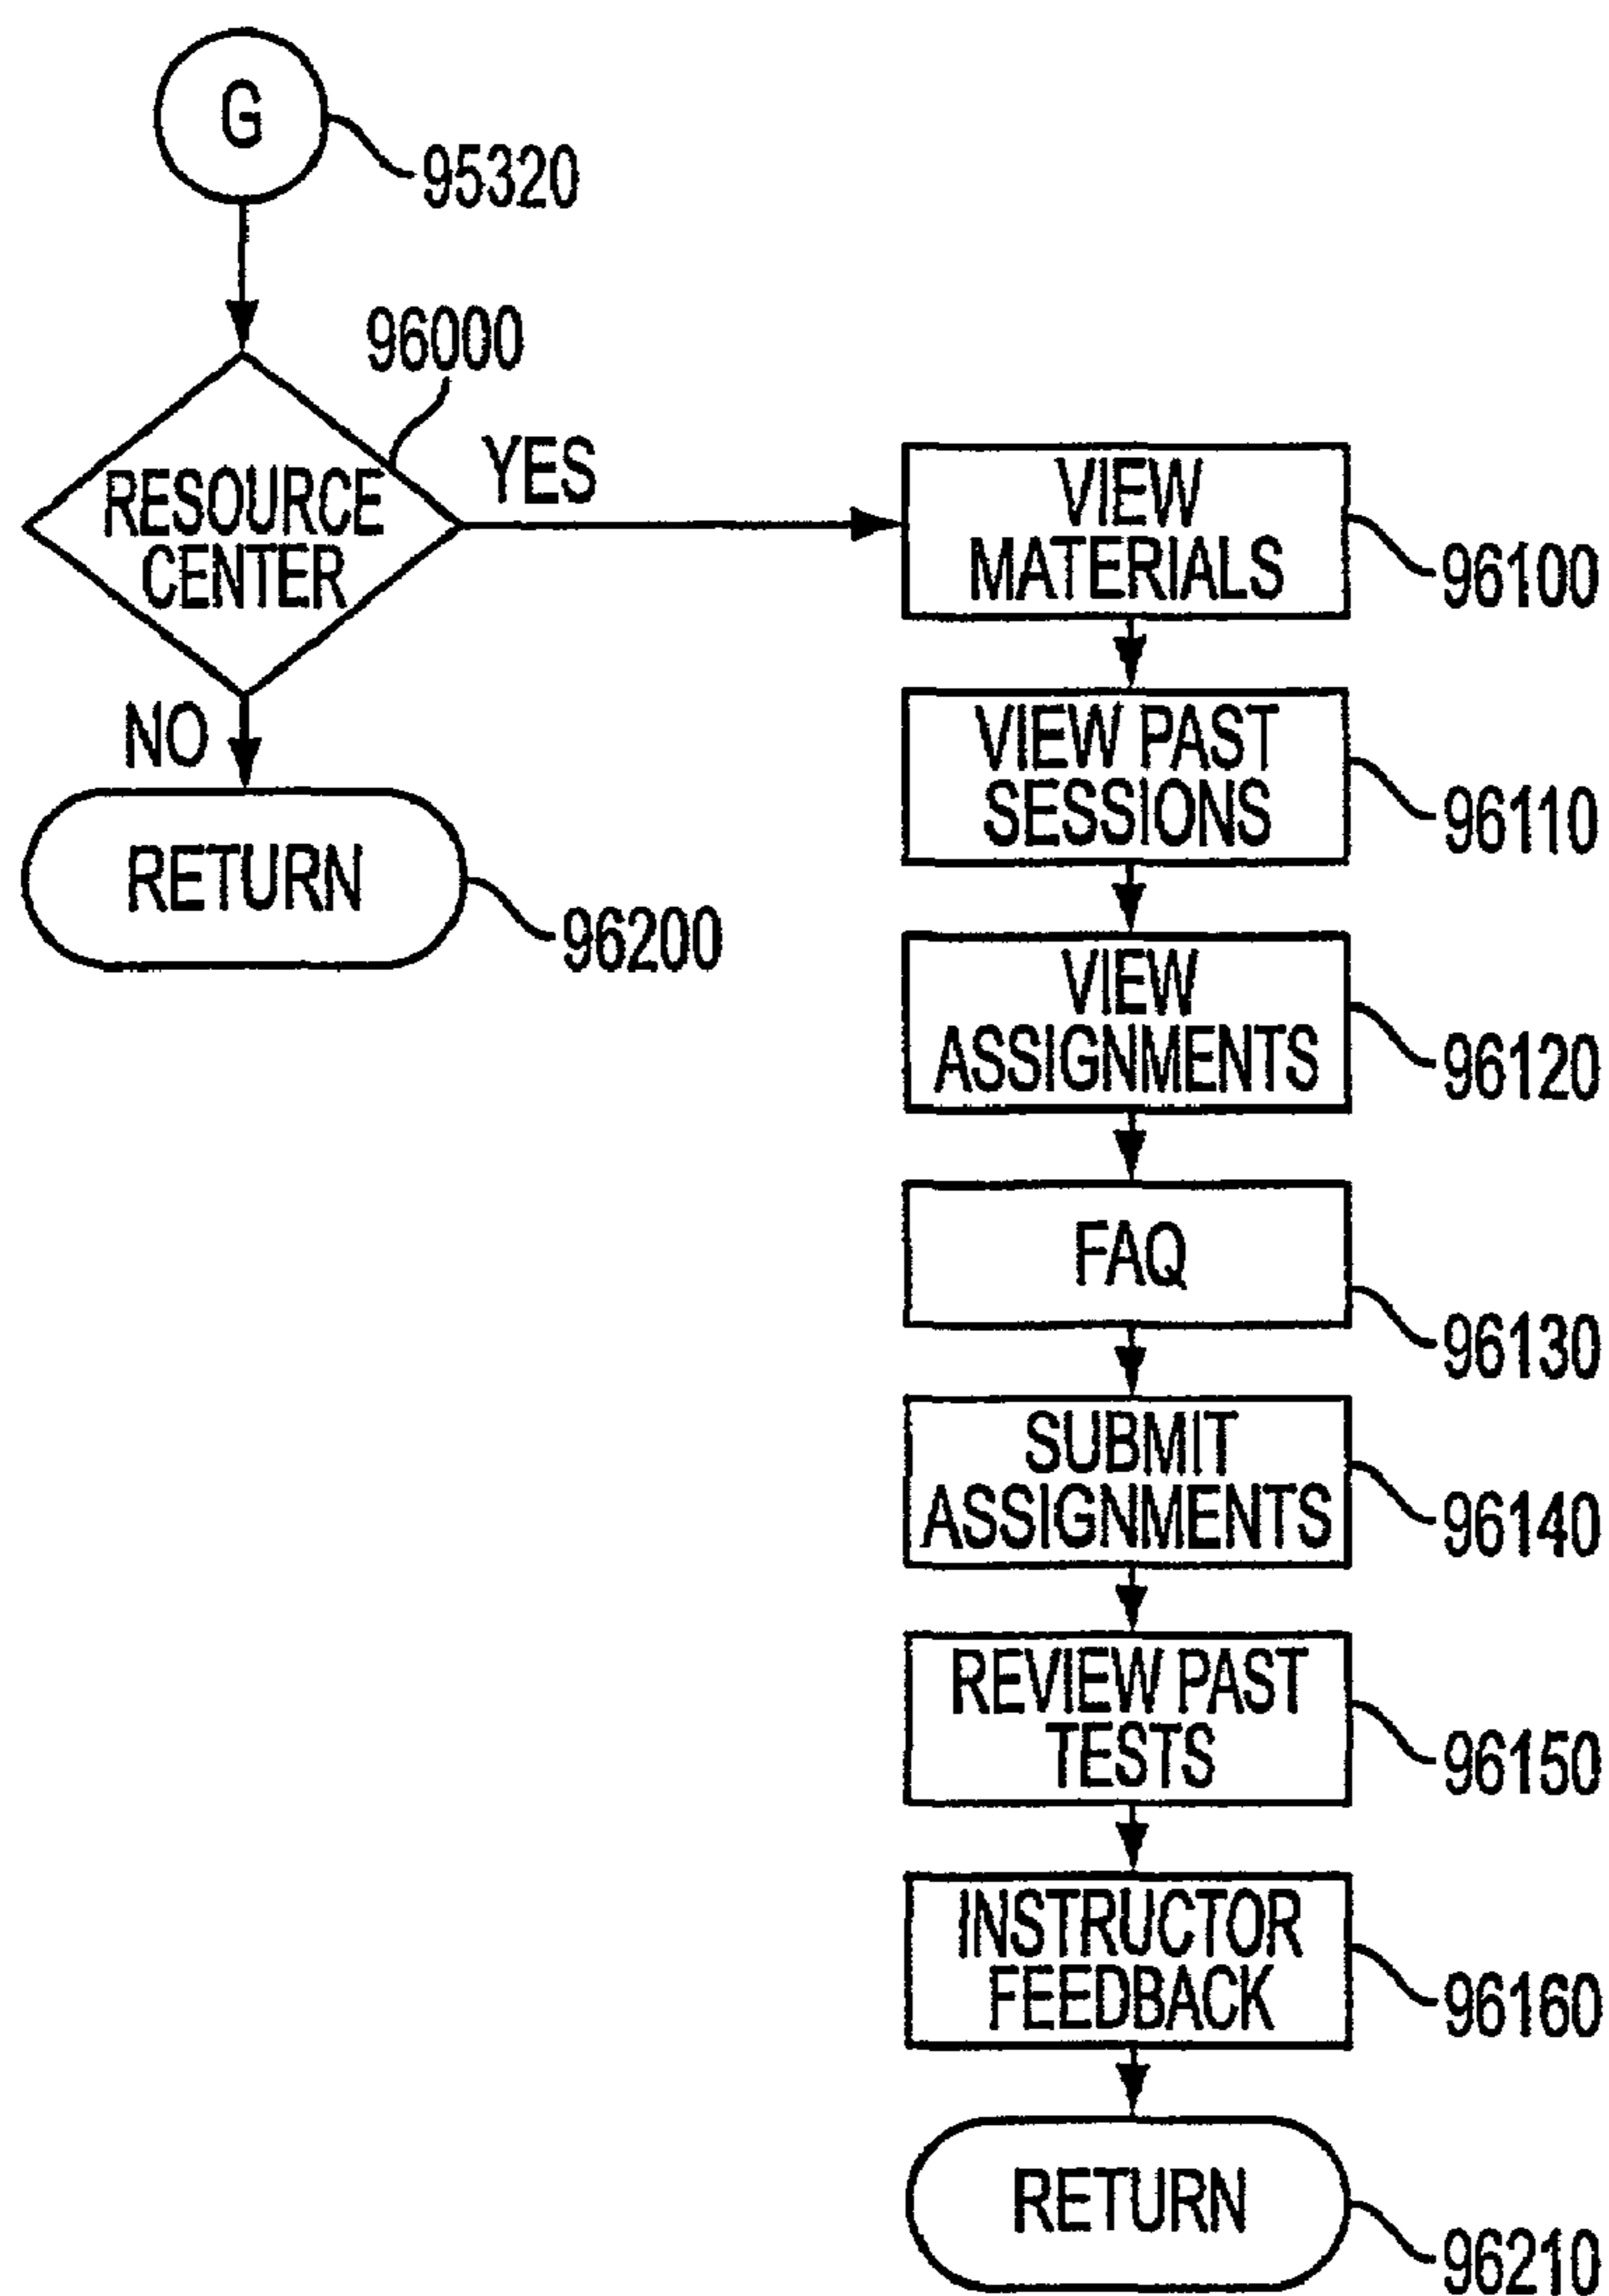 G
95320
96000
RESOURCE
CENTER
YES
NO
RETURN
96200
VIEW
MATERIALS
96100
VIEW PAST
SESSIONS
96110
VIEW
ASSIGNMENTS
96120
FAQ
96130
SUBMIT
ASSIGNMENTS
96140
REVIEW PAST
TESTS
96150
INSTRUCTOR
FEEDBACK
96160
RETURN
96210